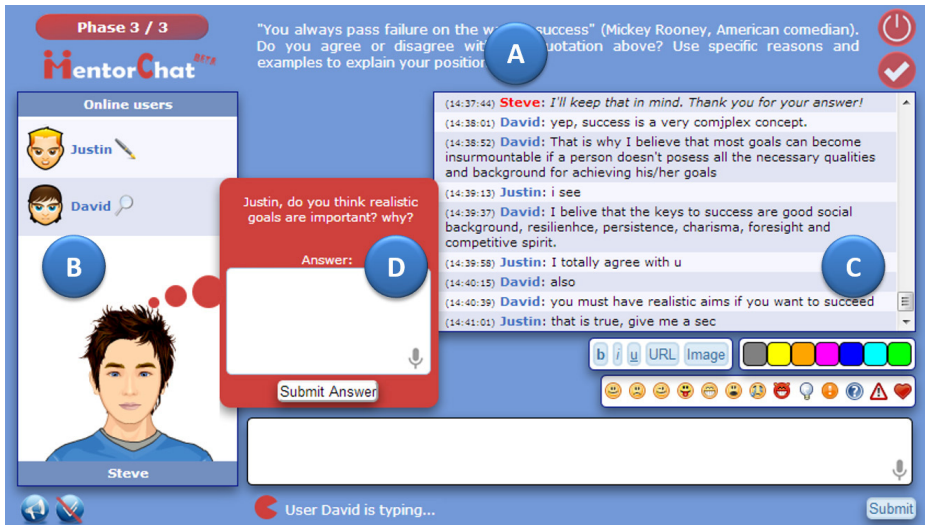 Phase 3 / 3
MentorChat BETA
"You always pass failure on the w success" (Mickey Rooney, American comedian).
Do you agree or disagree wit uotation above? Use specific reasons and
examples to explain your position
A
Online users
Justin
David
B
Steve
Justin, do you think realistic
goals are important? why?
Answer:
D
Submit Answer
(14:37:44) Steve: I'll keep that in mind. Thank you for your answer!
(14:38:01) David: yep, success is a very comjplex concept.
(14:38:52) David: That is why I believe that most goals can become
insurmountable if a person doesn't posess all the necessary qualities
and background for achieving his/her goals
(14:39:13) Justin: i see
(14:39:37) David: I belive that the keys to success are good social
background, resilienhce, persistence, charisma, foresight and
competitive spirit.
(14:39:58) Justin: I totally agree with u
(14:40:15) David: also
(14:40:39) David: you must have realistic aims if you want to succeed
(14:41:01) Justin: that is true, give me a sec
C
b i u URL Image
User David is typing...
Submit